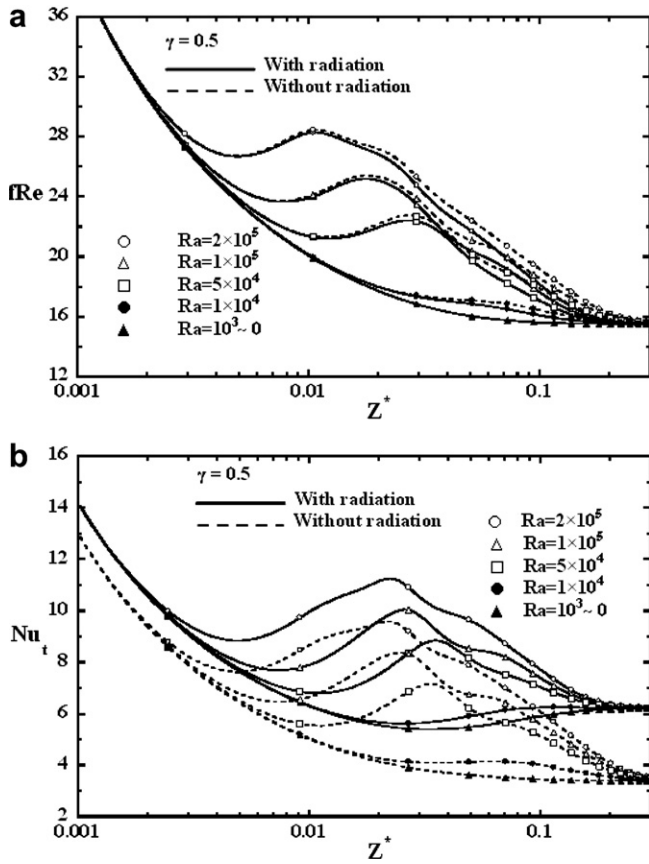 a
36
γ = 0.5
With radiation
Without radiation
32
28
fRe
24
Ra=2×10⁵
Ra=1×10⁵
20
Ra=5×10⁴
Ra=1×10⁴
16
Ra=10³~ 0
12
0.001
0.01
0.1
Z*
b
16
γ = 0.5
With radiation
Without radiation
14
Ra=2×10⁵
12
Ra=1×10⁵
Ra=5×10⁴
10
Ra=1×10⁴
Nuₜ
Ra=10³~ 0
8
6
4
2
0.001
0.01
0.1
Z*